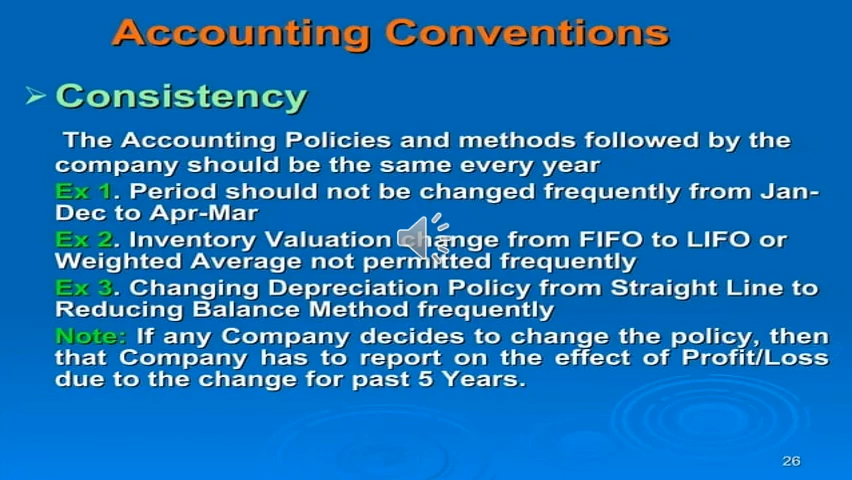 Accounting Conventions
Consistency
The Accounting Policies and methods followed by the
company should be the same every year
Ex 1. Period should not be changed frequently from Jan-
Dec to Apr-Mar
Ex 2. Inventory Valuation change from FIFO to LIFO or
Weighted Average not permitted frequently
Ex 3. Changing Depreciation Policy from Straight Line to
Reducing Balance Method frequently
Note: If any Company decides to change the policy, then
that Company has to report on the effect of Profit/Loss
due to the change for past 5 Years.
26